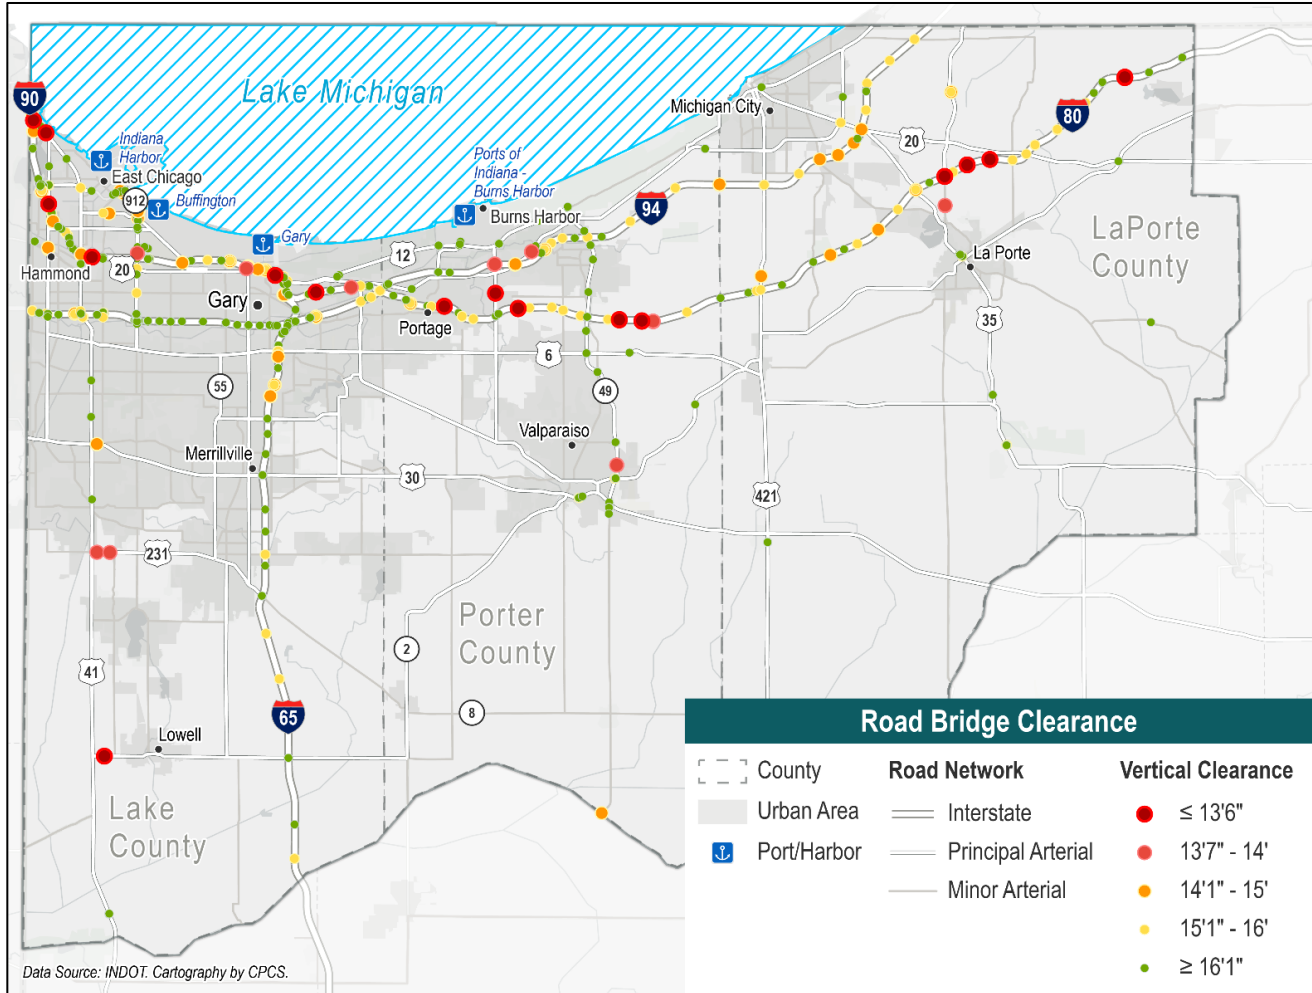 Lake Michigan
90
Indiana
Harbor
East Chicago
912
Buffington
Ports of
Indiana -
Burns Harbor
Burns Harbor
Michigan City
80
20
94
LaPorte
County
La Porte
Gary
12
Hammond
20
Gary
Portage
35
6
55
49
Valparaiso
Merrillville
30
421
231
Porter
County
2
41
8
65
Lowell
Lake
County
Road Bridge Clearance
County
Urban Area
Port/Harbor
Road Network
Interstate
Principal Arterial
Minor Arterial
Vertical Clearance
≤ 13'6"
13'7" - 14'
14'1" - 15'
15'1" - 16'
≥ 16'1"
Data Source: INDOT. Cartography by CPCS.